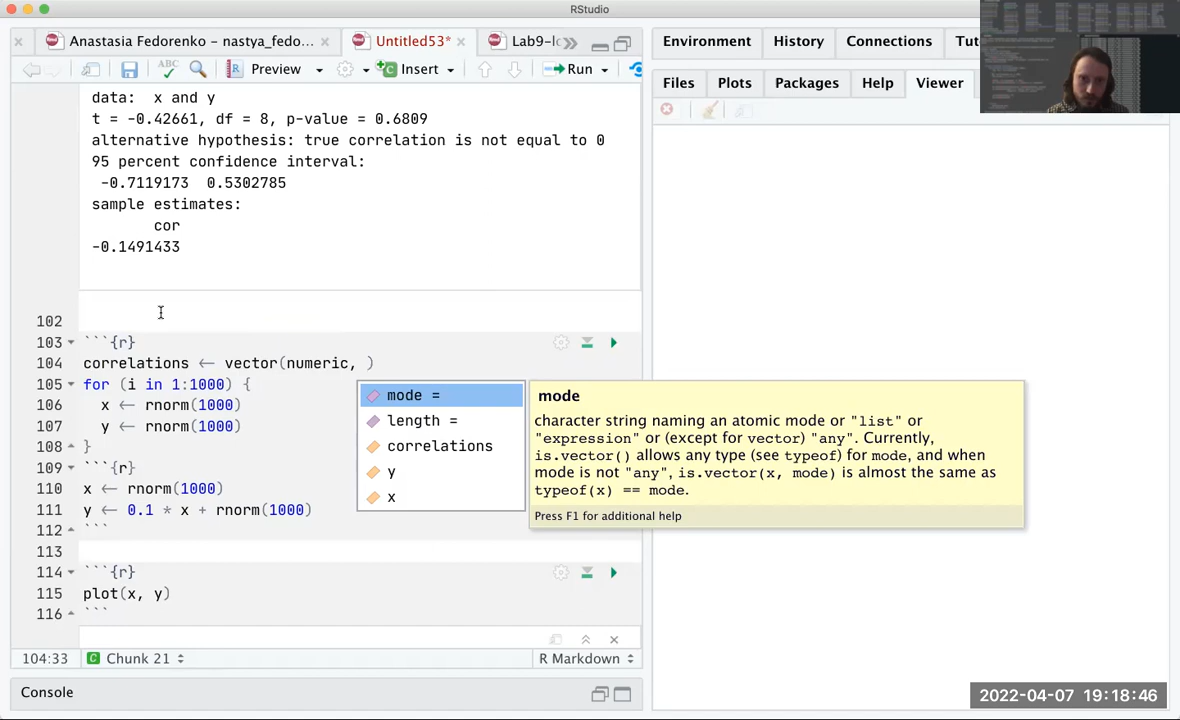 RStudio
Anastasia Fedorenko – nastya_fedo...
Untitled53*
Lab9-lo
Preview
Insert
Run
data:  x and y
t = -0.42661, df = 8, p-value = 0.6809
alternative hypothesis: true correlation is not equal to 0
95 percent confidence interval:
-0.7119173  0.5302785
sample estimates:
cor
-0.1491433
102
103 ```{r}
104 correlations <- vector(numeric, )
105 for (i in 1:1000) {
106 x <- rnorm(1000)
107 y <- rnorm(1000)
108 }
109 ```{r}
110 x <- rnorm(1000)
111 y <- 0.1 * x + rnorm(1000)
112 ```
113
114 ```{r}
115 plot(x, y)
116 ```
mode =
length =
correlations
y
x
mode
character string naming an atomic mode or "list" or
"expression" or (except for vector) "any". Currently,
is.vector() allows any type (see typeof) for mode, and when
mode is not "any", is.vector(x, mode) is almost the same as
typeof(x) == mode.
Press F1 for additional help
104:33
C Chunk 21
R Markdown
Console
Environment
History
Connections
Tut
Files
Plots
Packages
Help
Viewer
2022-04-07 19:18:46